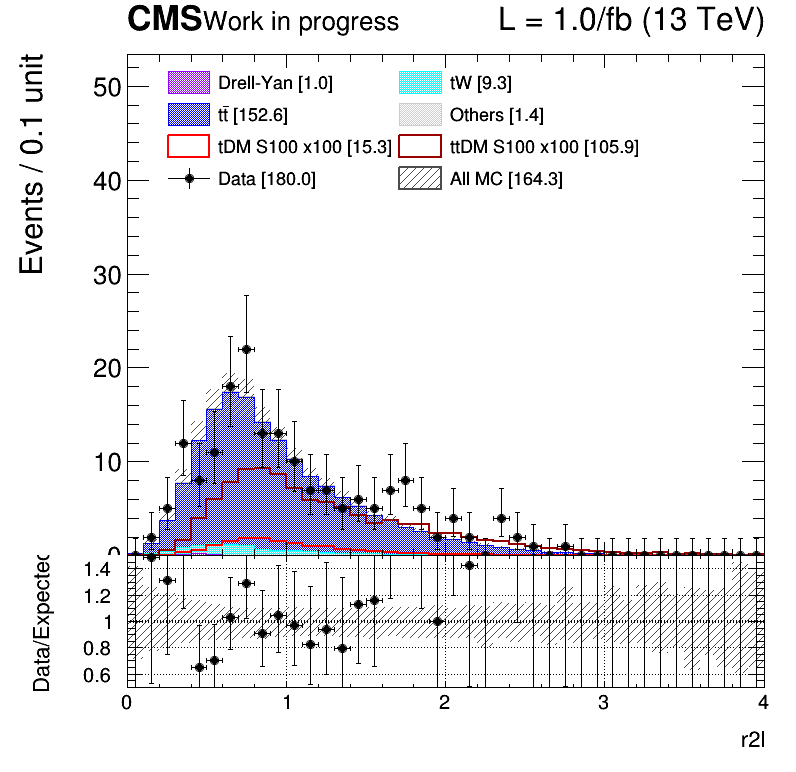 CMS Work in progress L = 1.0/fb (13 TeV)
Events / 0.1 unit
50
40
30
20
10
0
Drell-Yan [1.0] tW [9.3]
tt̄ [152.6] Others [1.4]
tDM S100 x100 [15.3] ttDM S100 x100 [105.9]
Data [180.0] All MC [164.3]
Data/Expected
1.4
1.2
1
0.8
0.6
0 1 2 3 4
r2l